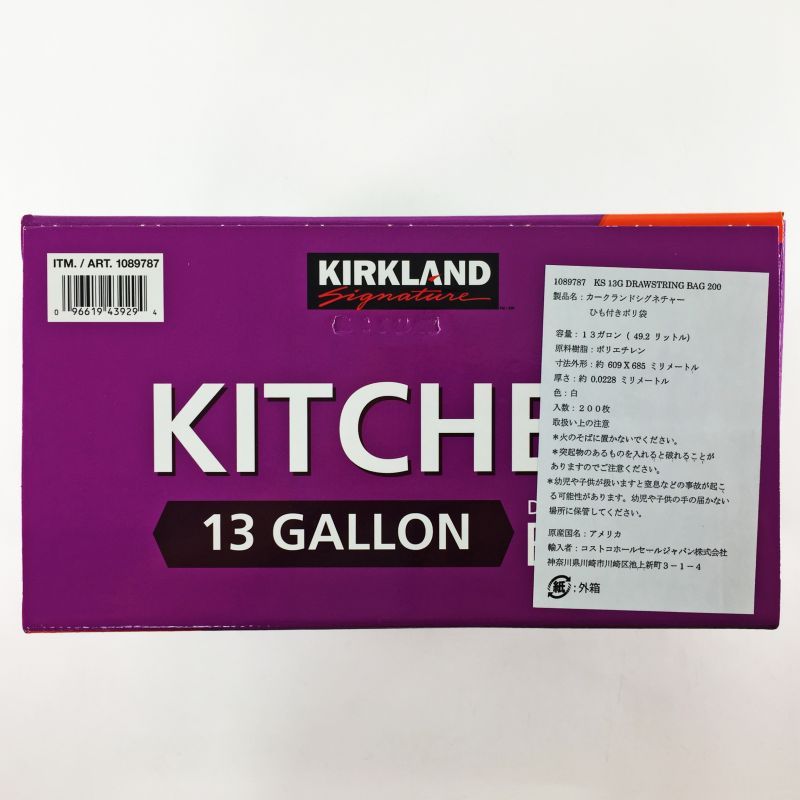 ITM. / ART. 1089787
0 96619 43929 4
KIRKLAND
Signature
KITCHE
13 GALLON
1089787 KS 13G DRAWSTRING BAG 200
製品名：カークランドシグネチャー
ひも付きポリ袋
容量：１３ガロン ( 49.2 リットル)
原料樹脂：ポリエチレン
寸法外形：約 609 X 685 ミリメートル
厚さ：約 0.0228 ミリメートル
色：白
入数：２００枚
取扱い上の注意
＊火のそばに置かないでください。
＊突起物のあるものを入れると破れることが
ありますのでご注意ください。
＊幼児や子供が扱いますと窒息などの事故が起こ
る可能性があります。幼児や子供の手の届かない
場所に保管してください。
原産国名：アメリカ
輸入者：コストコホールセールジャパン株式会社
神奈川県川崎市川崎区池上新町３－１－４
紙：外箱